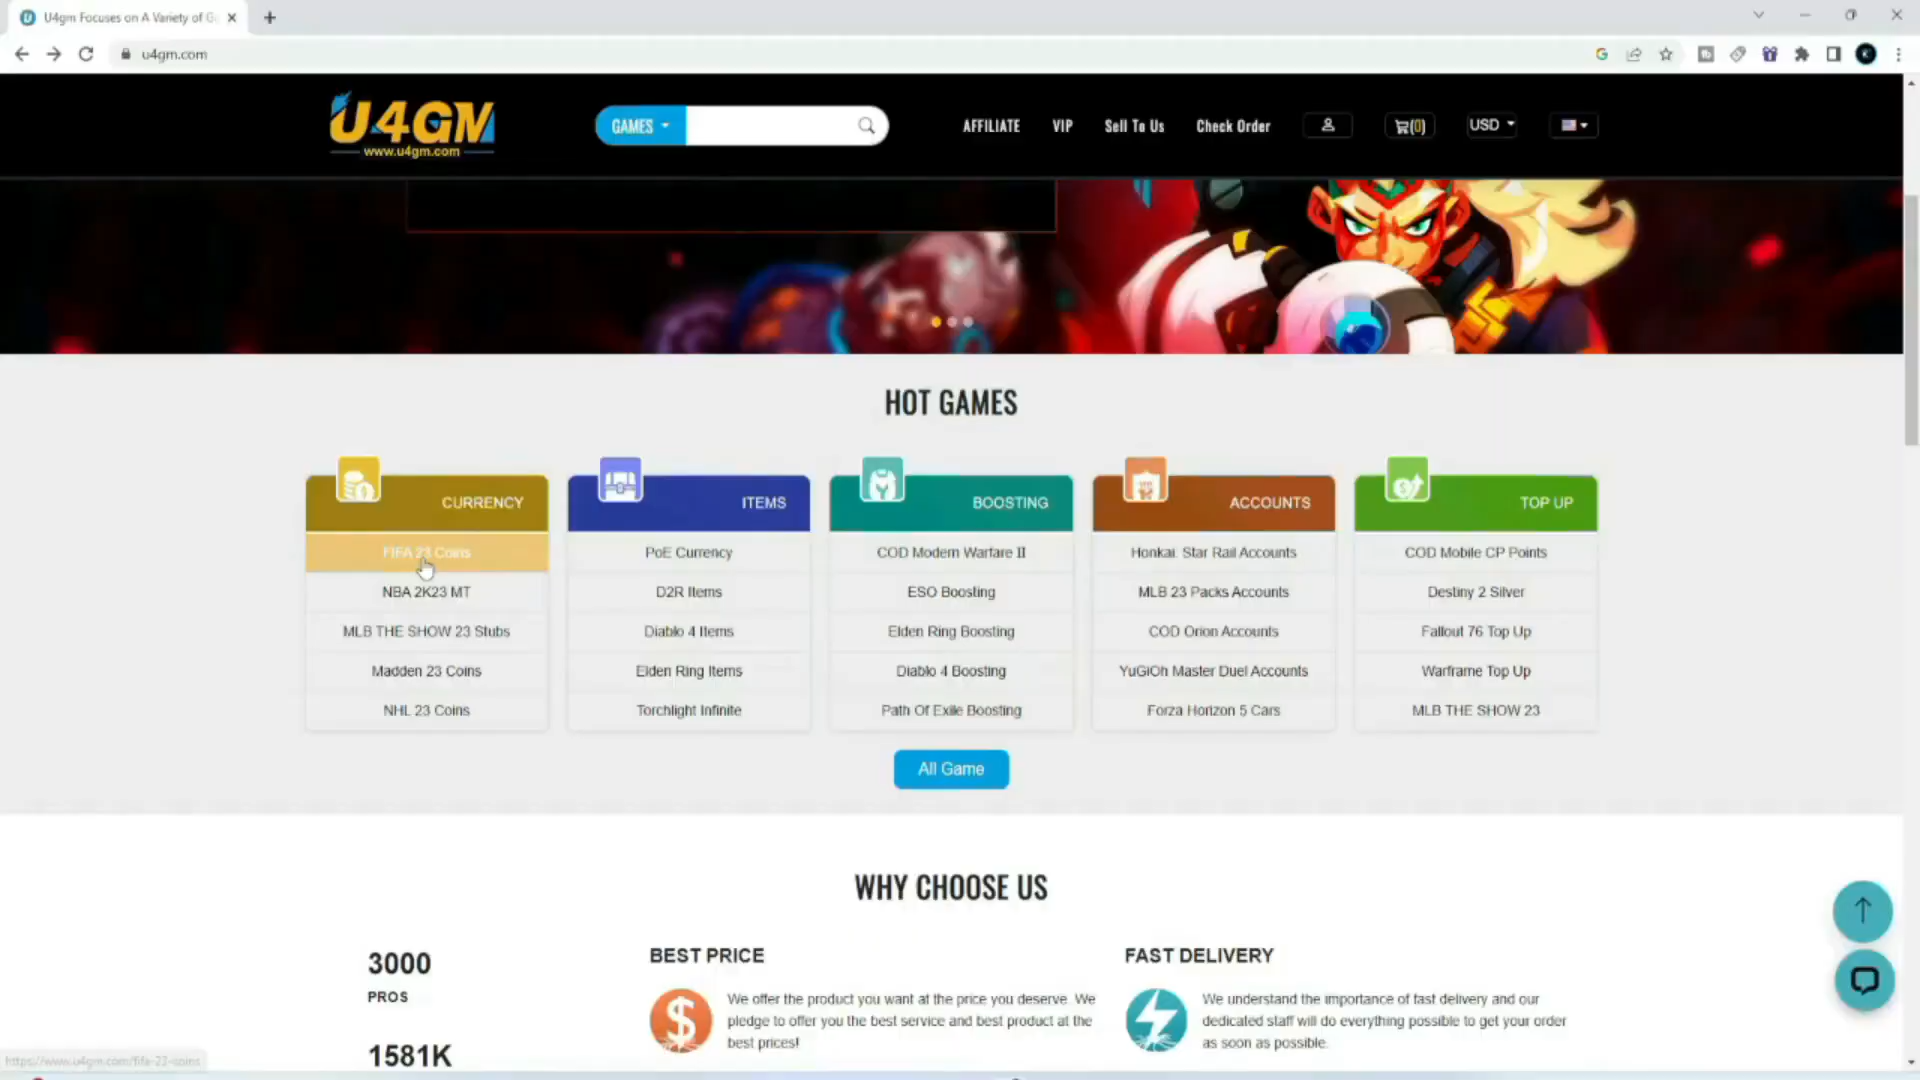 U4gm Focuses on A Variety of G
u4gm.com
U4GM
www.u4gm.com
GAMES
AFFILIATE
VIP
Sell To Us
Check Order
(0)
USD
HOT GAMES
CURRENCY
FIFA 23 Coins
NBA 2K23 MT
MLB THE SHOW 23 Stubs
Madden 23 Coins
NHL 23 Coins
ITEMS
PoE Currency
D2R Items
Diablo 4 Items
Elden Ring Items
Torchlight Infinite
BOOSTING
COD Modern Warfare II
ESO Boosting
Elden Ring Boosting
Diablo 4 Boosting
Path Of Exile Boosting
ACCOUNTS
Honkai: Star Rail Accounts
MLB 23 Packs Accounts
COD Orion Accounts
YuGiOh Master Duel Accounts
Forza Horizon 5 Cars
TOP UP
COD Mobile CP Points
Destiny 2 Silver
Fallout 76 Top Up
Warframe Top Up
MLB THE SHOW 23
All Game
WHY CHOOSE US
3000
PROS
1581K
BEST PRICE
We offer the product you want at the price you deserve. We
pledge to offer you the best service and best product at the
best prices!
FAST DELIVERY
We understand the importance of fast delivery and our
dedicated staff will do everything possible to get your order
as soon as possible.
https://www.u4gm.com/fifa-23-coins